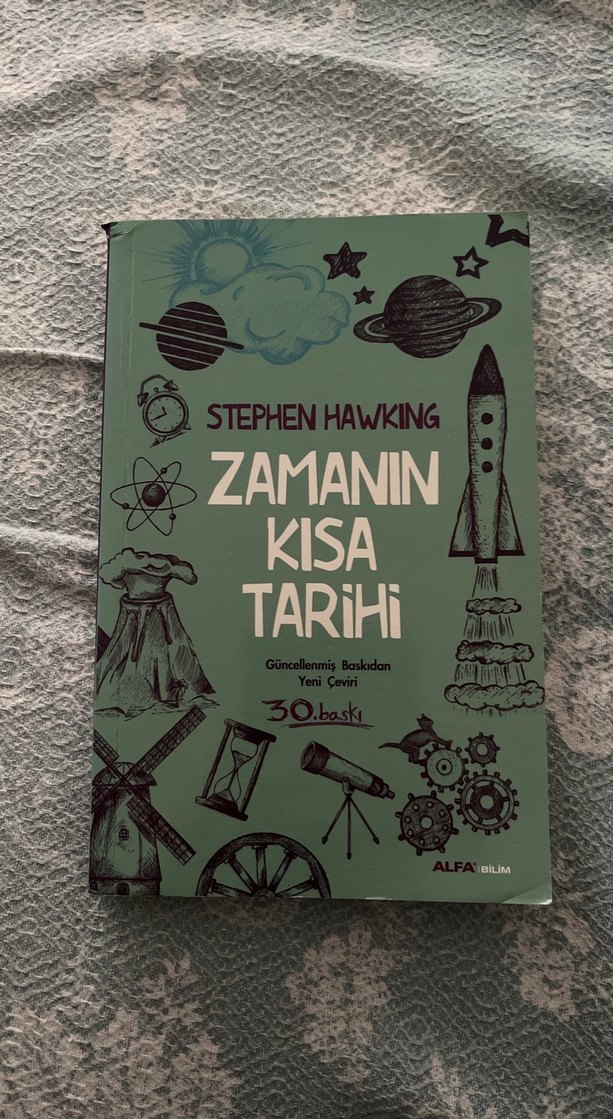 STEPHEN HAWKING
ZAMANIN
KISA
TARİHİ
Güncellenmiş Baskıdan
Yeni Çeviri
30.baskı
ALFA® | BİLİM